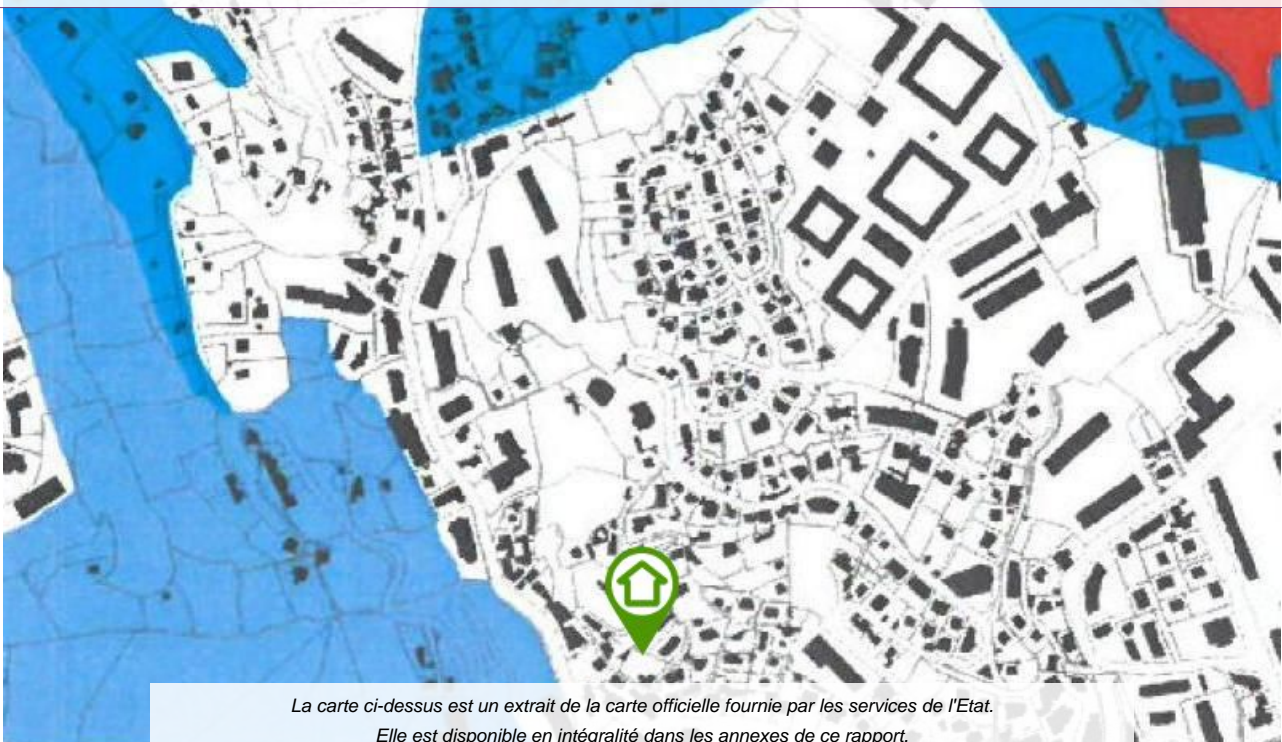 La carte ci-dessus est un extrait de la carte officielle fournie par les services de l'Etat.
Elle est disponible en intégralité dans les annexes de ce rapport.